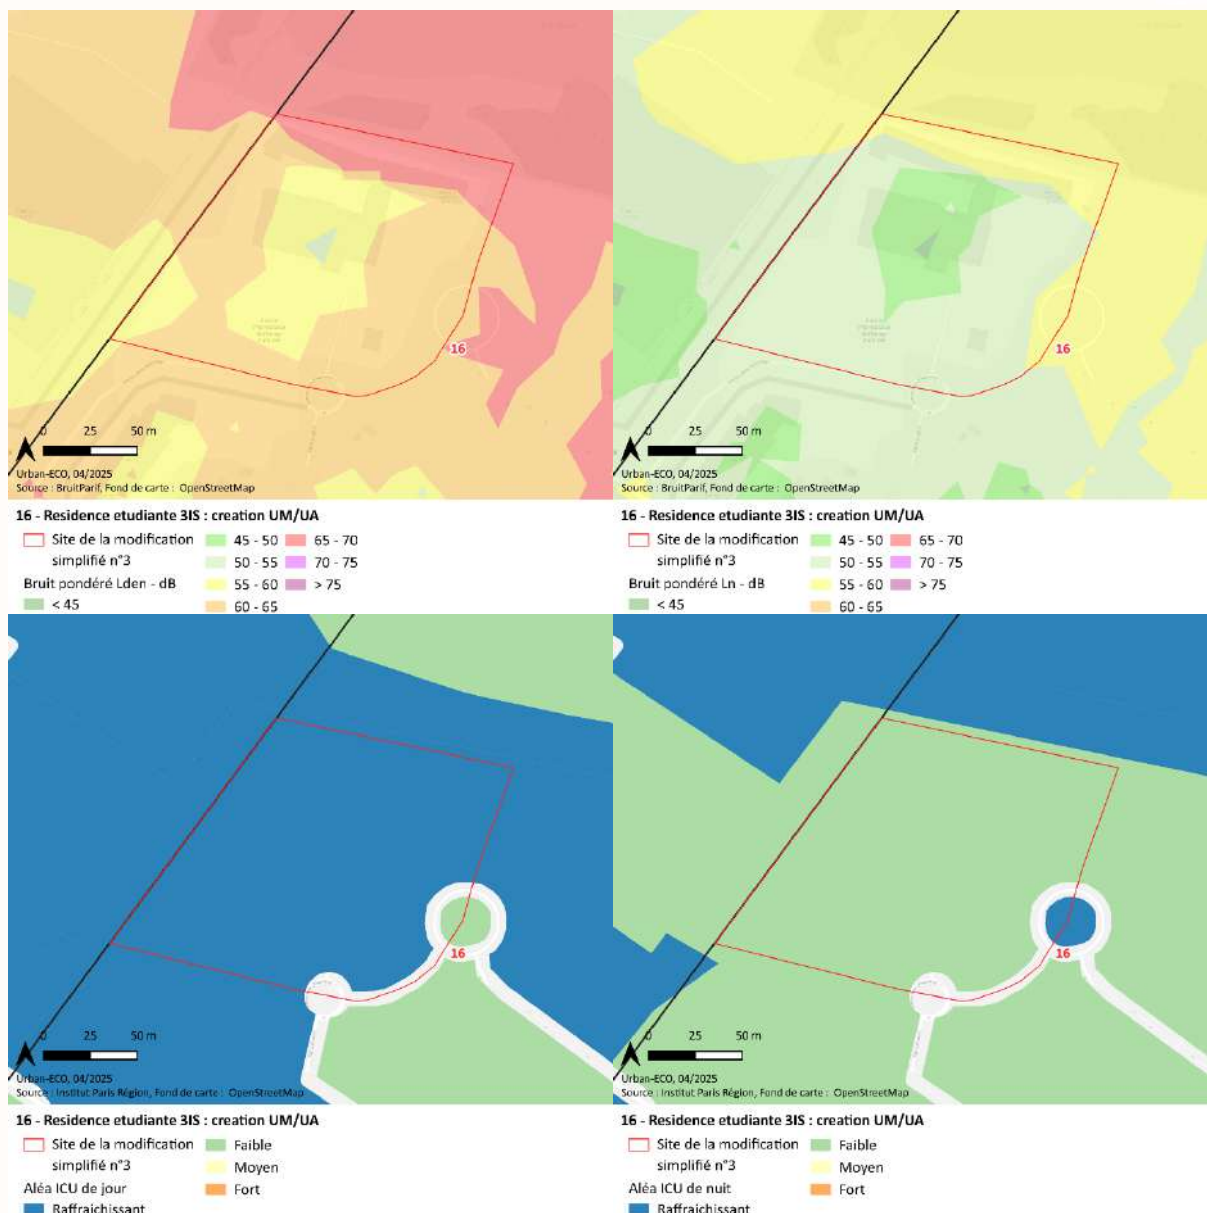 16
0 25 50 m
Urban-ECO, 04/2025
Source : BruitParif, Fond de carte : OpenStreetMap
16 - Residence etudiante 3IS : creation UM/UA
Site de la modification
simplifié n°3
Bruit pondéré Lden - dB
< 45
45 - 50
50 - 55
55 - 60
60 - 65
65 - 70
70 - 75
> 75
16
0 25 50 m
Urban-ECO, 04/2025
Source : BruitParif, Fond de carte : OpenStreetMap
16 - Residence etudiante 3IS : creation UM/UA
Site de la modification
simplifié n°3
Bruit pondéré Ln - dB
< 45
45 - 50
50 - 55
55 - 60
60 - 65
65 - 70
70 - 75
> 75
16
0 25 50 m
Urban-ECO, 04/2025
Source : Institut Paris Région, Fond de carte : OpenStreetMap
16 - Residence etudiante 3IS : creation UM/UA
Site de la modification
simplifié n°3
Aléa ICU de jour
Raffraichissant
Faible
Moyen
Fort
16
0 25 50 m
Urban-ECO, 04/2025
Source : Institut Paris Région, Fond de carte : OpenStreetMap
16 - Residence etudiante 3IS : creation UM/UA
Site de la modification
simplifié n°3
Aléa ICU de nuit
Raffraichissant
Faible
Moyen
Fort